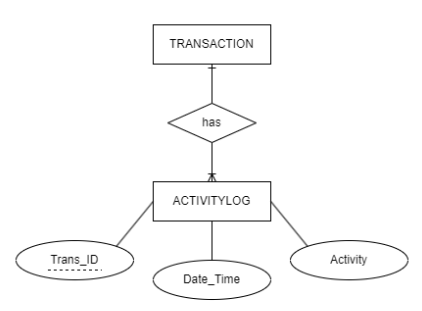 TRANSACTION
has
ACTIVITYLOG
Trans_ID
Date_Time
Activity